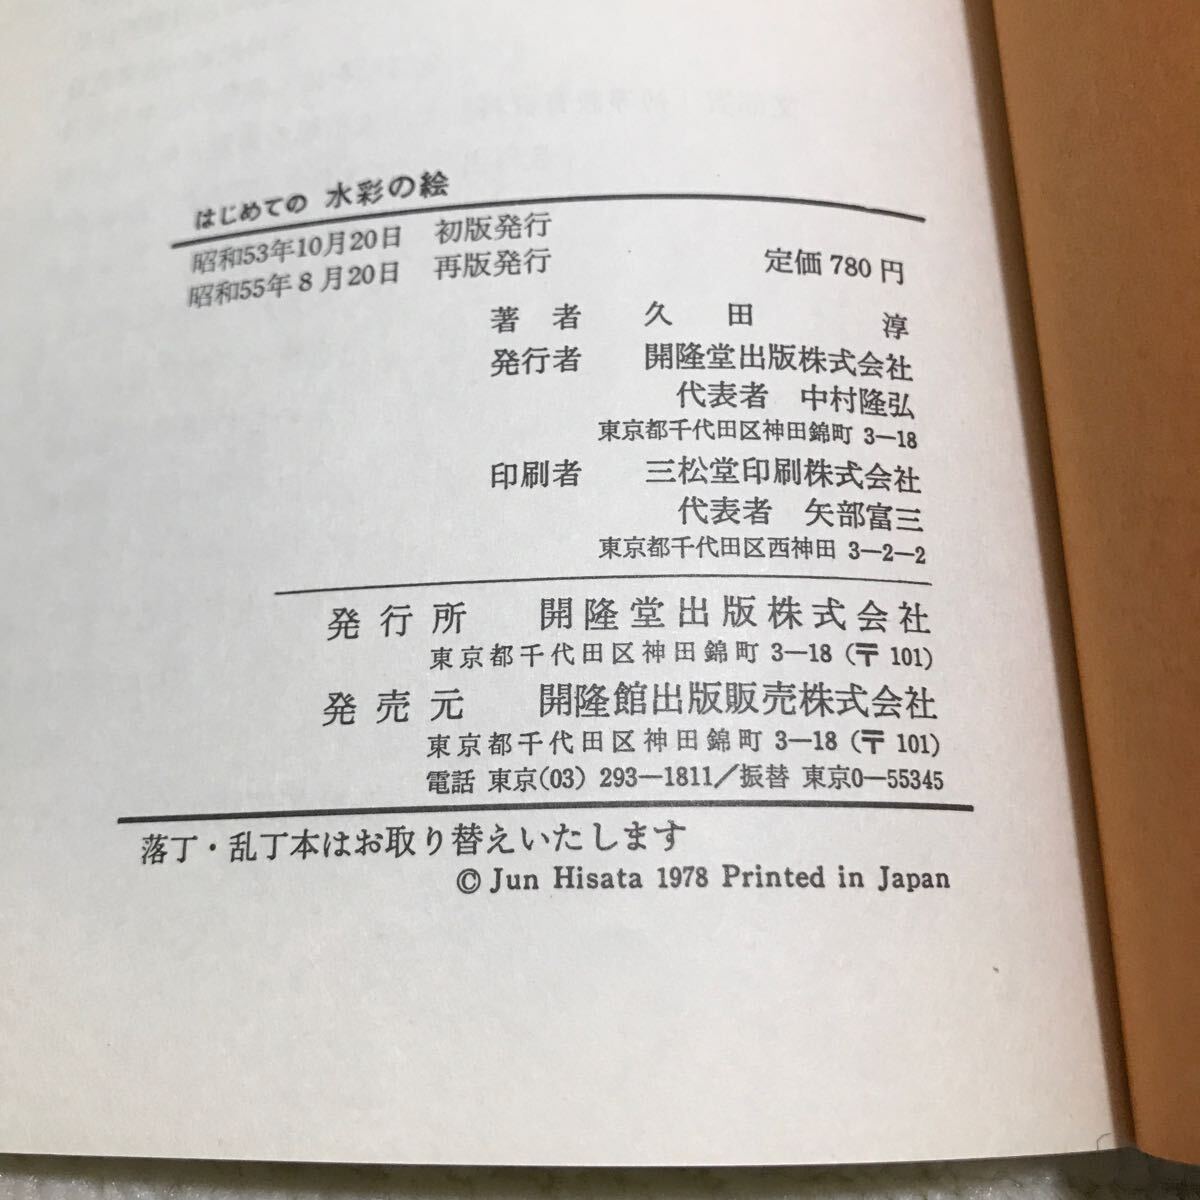 はじめての 水彩の絵
昭和53年10月20日 初版発行
昭和55年8月20日 再版発行 定価780円
著者 久田 淳
発行者 開隆堂出版株式会社
代表者 中村隆弘
東京都千代田区神田錦町 3—18
印刷者 三松堂印刷株式会社
代表者 矢部富三
東京都千代田区西神田 3—2—2
発行所 開隆堂出版株式会社
東京都千代田区神田錦町 3—18 (〒101)
発売元 開隆館出版販売株式会社
東京都千代田区神田錦町 3—18 (〒101)
電話 東京(03) 293—1811／振替 東京0—55345
落丁・乱丁本はお取り替えいたします
© Jun Hisata 1978 Printed in Japan